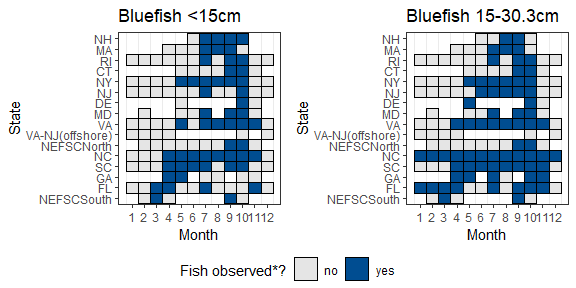 Bluefish <15cm
Bluefish 15-30.3cm
State
NH
MA
RI
CT
NY
NJ
DE
MD
VA
VA-NJ(offshore)
NEFSCNorth
NC
SC
GA
FL
NEFSCSouth
1 2 3 4 5 6 7 8 9 10 11 12
Month
State
NH
MA
RI
CT
NY
NJ
DE
MD
VA
VA-NJ(offshore)
NEFSCNorth
NC
SC
GA
FL
NEFSCSouth
1 2 3 4 5 6 7 8 9 10 11 12
Month
Fish observed*? no yes